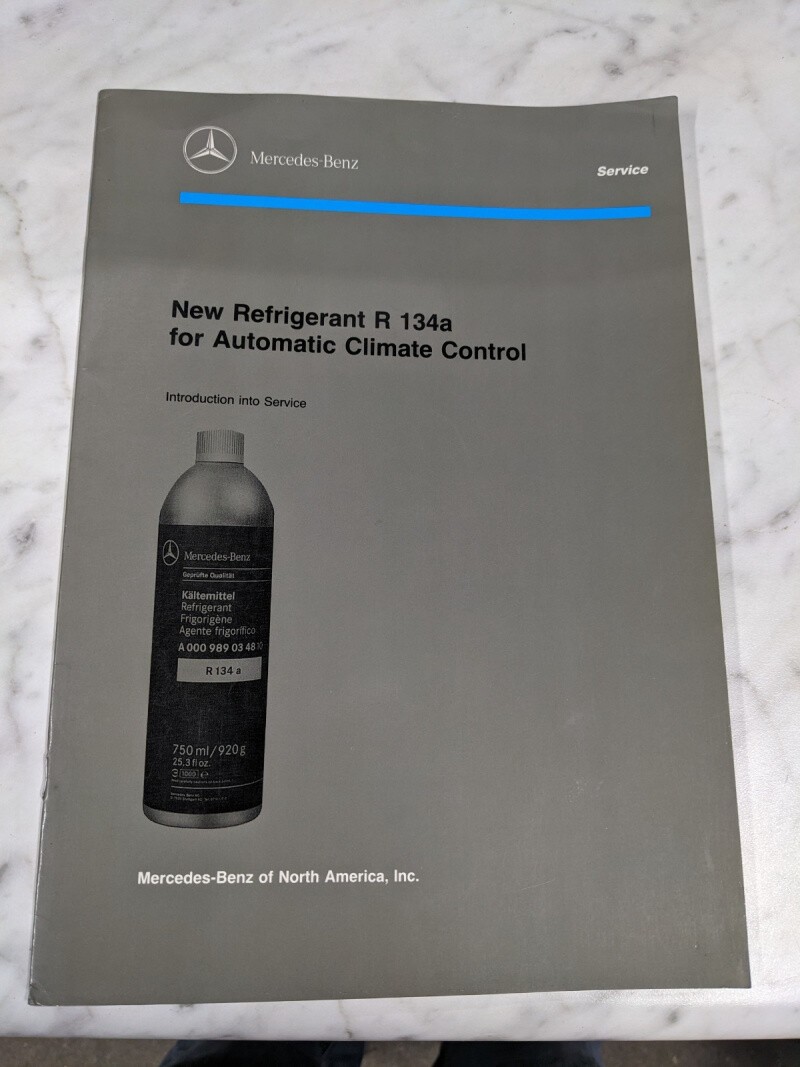 Mercedes-Benz
Service
New Refrigerant R 134a
for Automatic Climate Control
Introduction into Service
Mercedes-Benz
Geprüfte Qualität
Kältemittel
Refrigerant
Frigorigène
Agente frigorífico
A 000 989 03 48 10
R 134 a
750 ml/920g
25.3 fl oz.
Mercedes-Benz of North America, Inc.